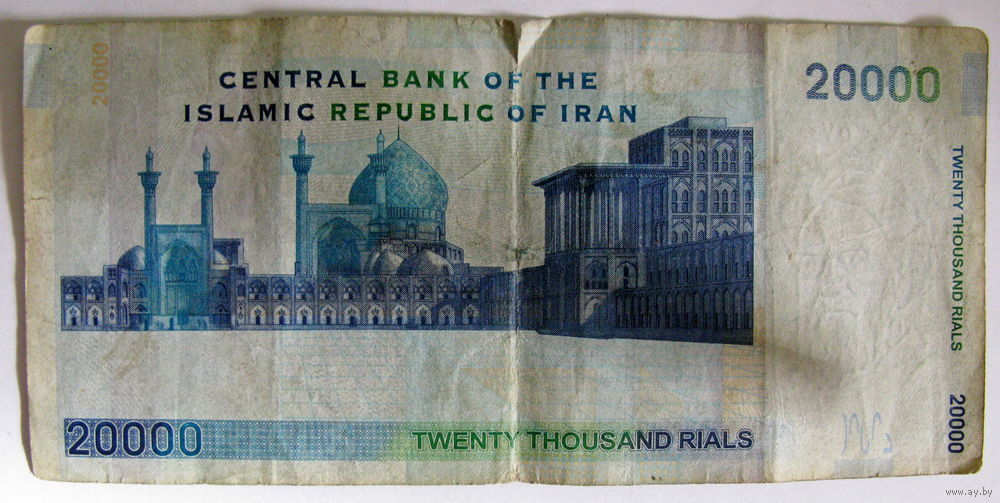 20000
CENTRAL BANK OF THE
ISLAMIC REPUBLIC OF IRAN
20000
TWENTY THOUSAND RIALS
20000
20000
TWENTY THOUSAND RIALS
www.ay.by